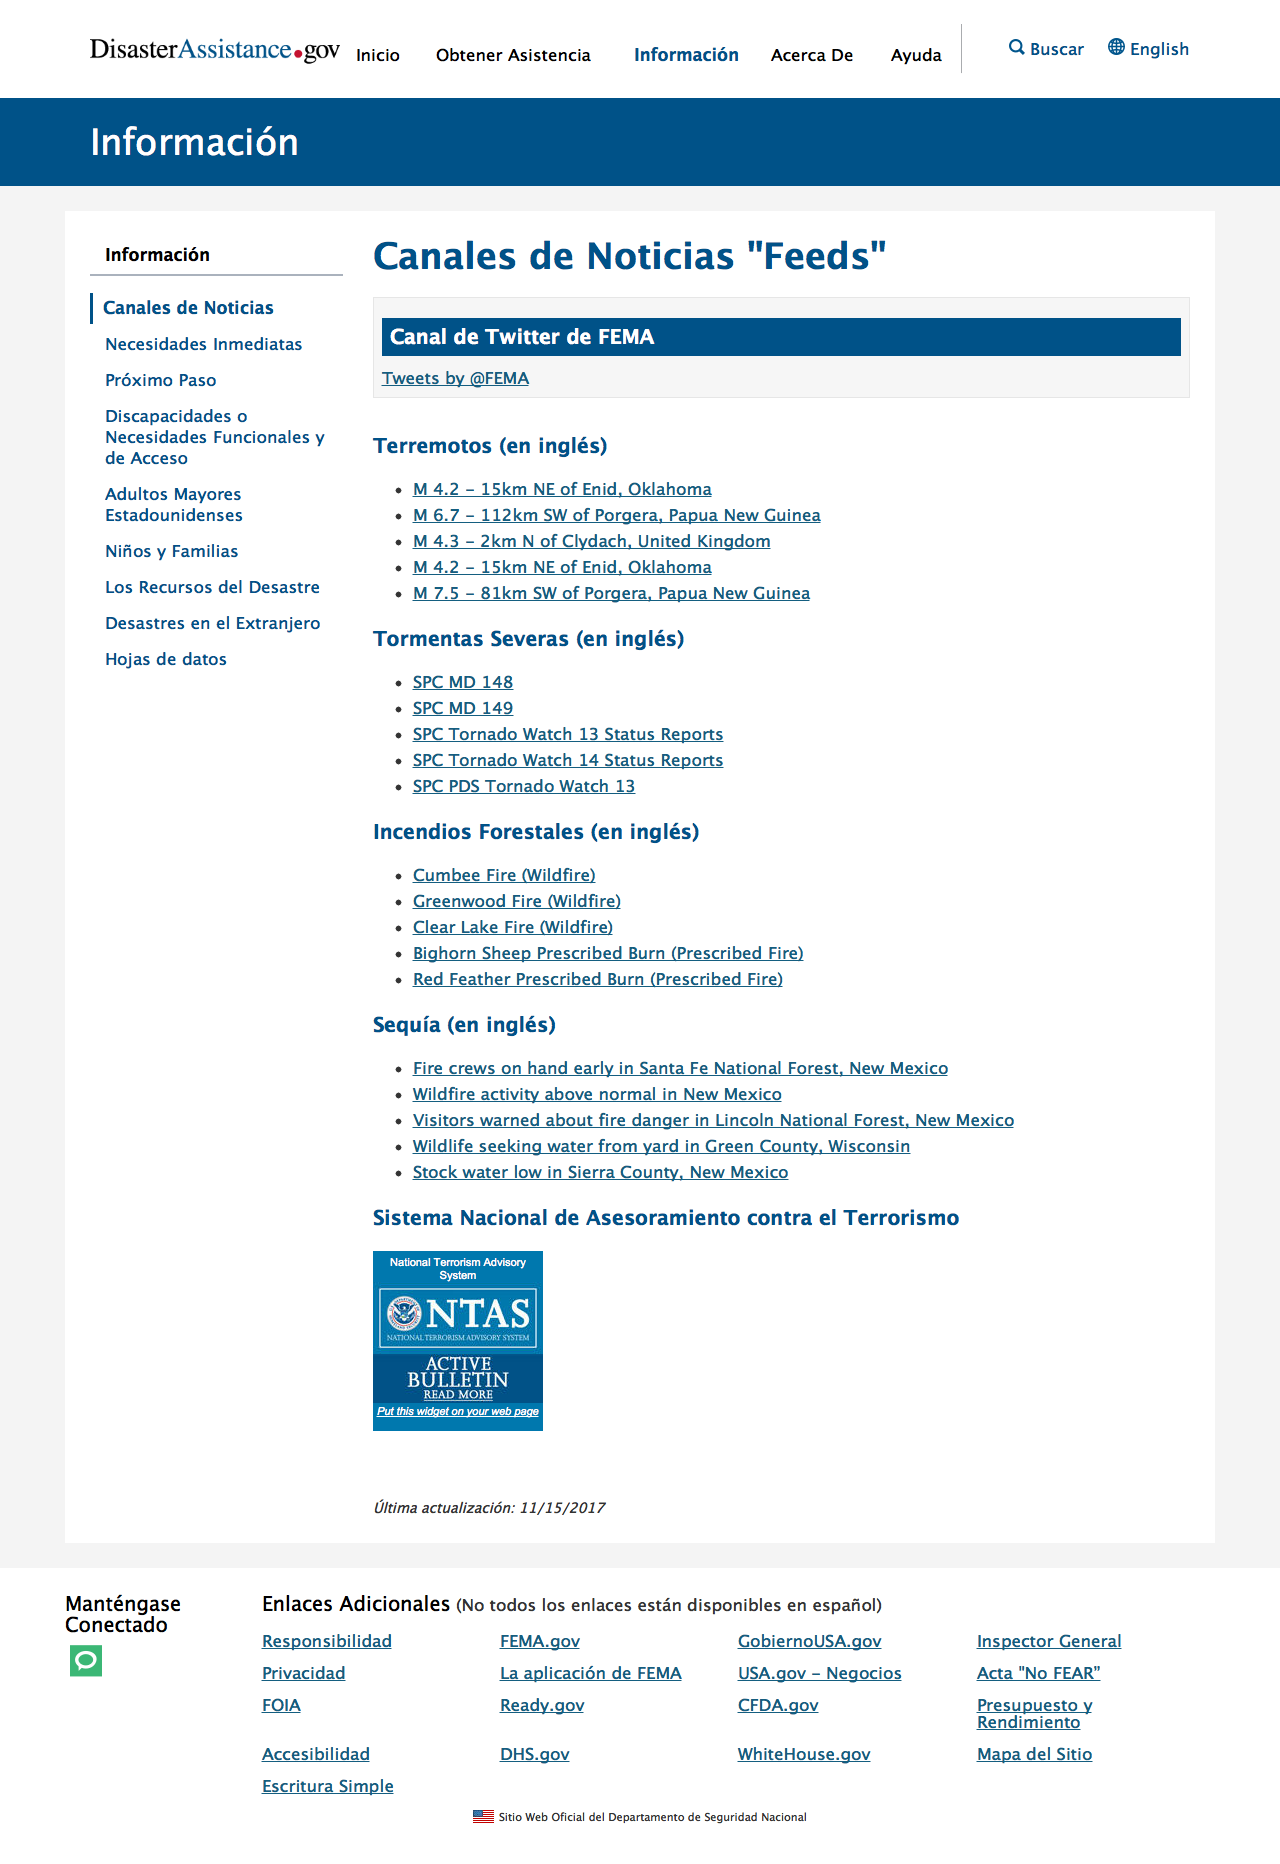 DisasterAssistance.gov
Inicio
Obtener Asistencia
Información
Acerca De
Ayuda
Buscar
English
Información
Información
Canales de Noticias
Necesidades Inmediatas
Próximo Paso
Discapacidades o
Necesidades Funcionales y
de Acceso
Adultos Mayores
Estadounidenses
Niños y Familias
Los Recursos del Desastre
Desastres en el Extranjero
Hojas de datos
Canales de Noticias "Feeds"
Canal de Twitter de FEMA
Tweets by @FEMA
Terremotos (en inglés)
M 4.2 - 15km NE of Enid, Oklahoma
M 6.7 - 112km SW of Porgera, Papua New Guinea
M 4.3 - 2km N of Clydach, United Kingdom
M 4.2 - 15km NE of Enid, Oklahoma
M 7.5 - 81km SW of Porgera, Papua New Guinea
Tormentas Severas (en inglés)
SPC MD 148
SPC MD 149
SPC Tornado Watch 13 Status Reports
SPC Tornado Watch 14 Status Reports
SPC PDS Tornado Watch 13
Incendios Forestales (en inglés)
Cumbee Fire (Wildfire)
Greenwood Fire (Wildfire)
Clear Lake Fire (Wildfire)
Bighorn Sheep Prescribed Burn (Prescribed Fire)
Red Feather Prescribed Burn (Prescribed Fire)
Sequía (en inglés)
Fire crews on hand early in Santa Fe National Forest, New Mexico
Wildfire activity above normal in New Mexico
Visitors warned about fire danger in Lincoln National Forest, New Mexico
Wildlife seeking water from yard in Green County, Wisconsin
Stock water low in Sierra County, New Mexico
Sistema Nacional de Asesoramiento contra el Terrorismo
National Terrorism Advisory
System
NTAS
NATIONAL TERRORISM ADVISORY SYSTEM
ACTIVE
BULLETIN
READ MORE
Put this widget on your web page
Última actualización: 11/15/2017
Manténgase
Conectado
Enlaces Adicionales (No todos los enlaces están disponibles en español)
Responsibilidad
FEMA.gov
GobiernoUSA.gov
Inspector General
Privacidad
La aplicación de FEMA
USA.gov - Negocios
Acta "No FEAR”
FOIA
Ready.gov
CFDA.gov
Presupuesto y
Rendimiento
Accesibilidad
DHS.gov
WhiteHouse.gov
Mapa del Sitio
Escritura Simple
Sitio Web Oficial del Departamento de Seguridad Nacional